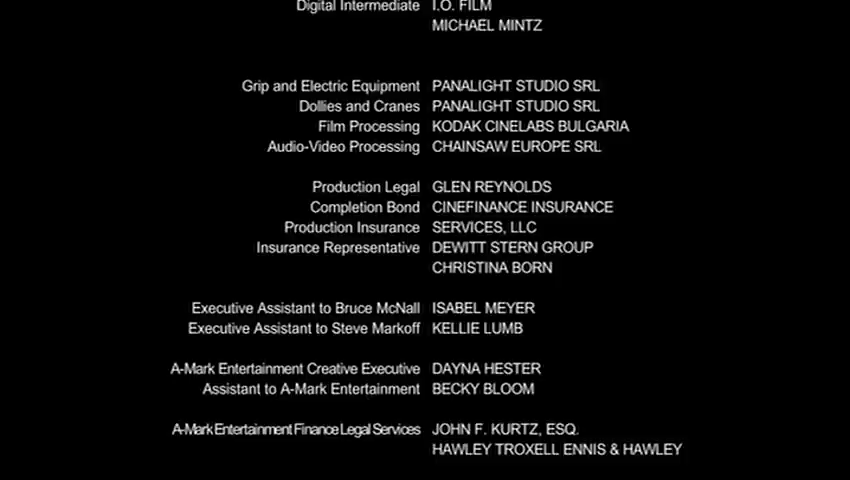 Digital Intermediate I.O. FILM
MICHAEL MINTZ
Grip and Electric Equipment PANALIGHT STUDIO SRL
Dollies and Cranes PANALIGHT STUDIO SRL
Film Processing KODAK CINELABS BULGARIA
Audio-Video Processing CHAINSAW EUROPE SRL
Production Legal GLEN REYNOLDS
Completion Bond CINEFINANCE INSURANCE
Production Insurance SERVICES, LLC
Insurance Representative DEWITT STERN GROUP
CHRISTINA BORN
Executive Assistant to Bruce McNall ISABEL MEYER
Executive Assistant to Steve Markoff KELLIE LUMB
A-Mark Entertainment Creative Executive DAYNA HESTER
Assistant to A-Mark Entertainment BECKY BLOOM
A-Mark Entertainment Finance Legal Services JOHN F. KURTZ, ESQ.
HAWLEY TROXELL ENNIS & HAWLEY